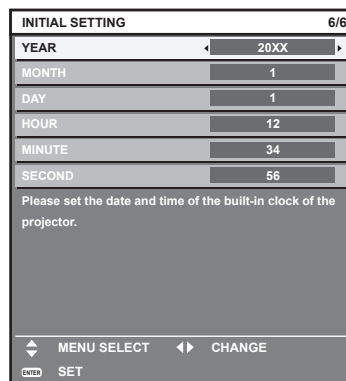 INITIAL SETTING 6/6
YEAR 20XX
MONTH 1
DAY 1
HOUR 12
MINUTE 34
SECOND 56
Please set the date and time of the built-in clock of the
projector.
MENU SELECT CHANGE
ENTER SET